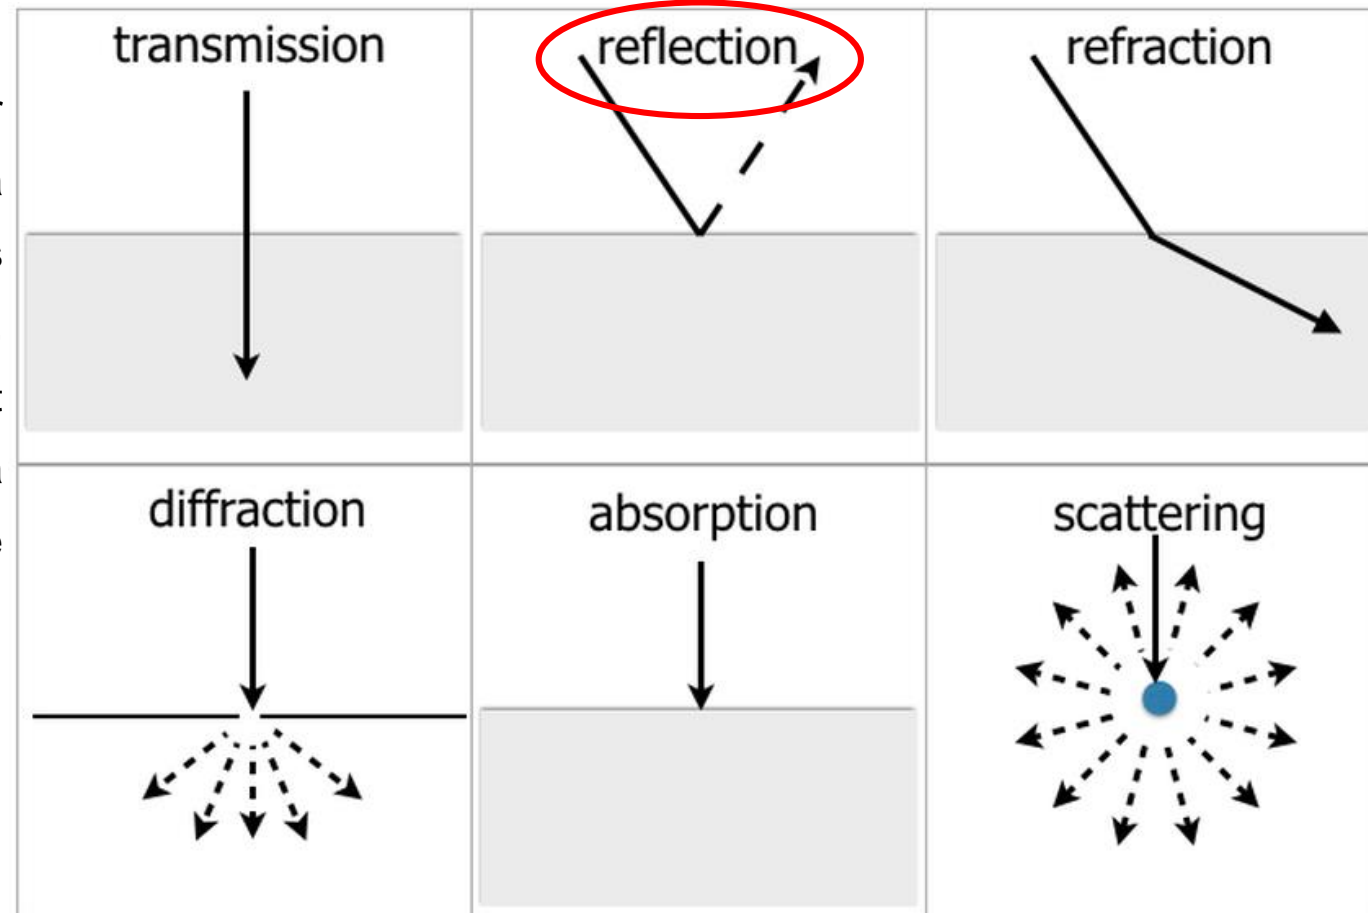 transmission
reflection
refraction
diffraction
absorption
scattering